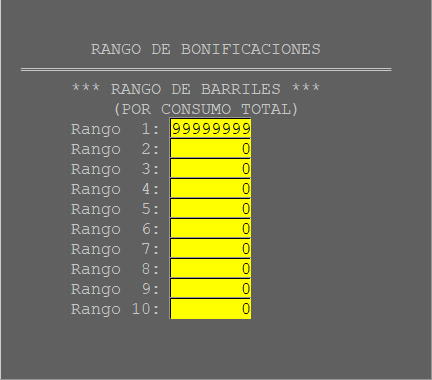 RANGO DE BONIFICACIONES
*** RANGO DE BARRILES ***
(POR CONSUMO TOTAL)
Rango 1: 99999999
Rango 2: 0
Rango 3: 0
Rango 4: 0
Rango 5: 0
Rango 6: 0
Rango 7: 0
Rango 8: 0
Rango 9: 0
Rango 10: 0